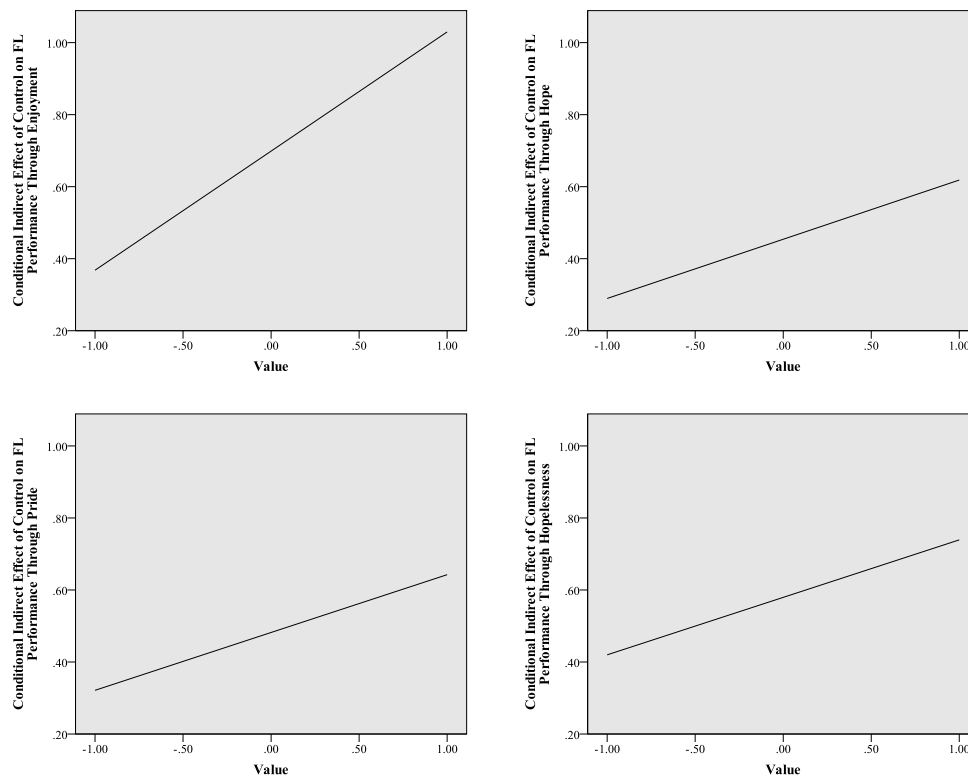 Conditional Indirect Effect of Control on FL
Performance Through Enjoyment
1.00
.80
.60
.40
.20
-1.00 -.50 .00 .50 1.00
Value
Conditional Indirect Effect of Control on FL
Performance Through Hope
1.00
.80
.60
.40
.20
-1.00 -.50 .00 .50 1.00
Value
Conditional Indirect Effect of Control on FL
Performance Through Pride
1.00
.80
.60
.40
.20
-1.00 -.50 .00 .50 1.00
Value
Conditional Indirect Effect of Control on FL
Performance Through Hopelessness
1.00
.80
.60
.40
.20
-1.00 -.50 .00 .50 1.00
Value